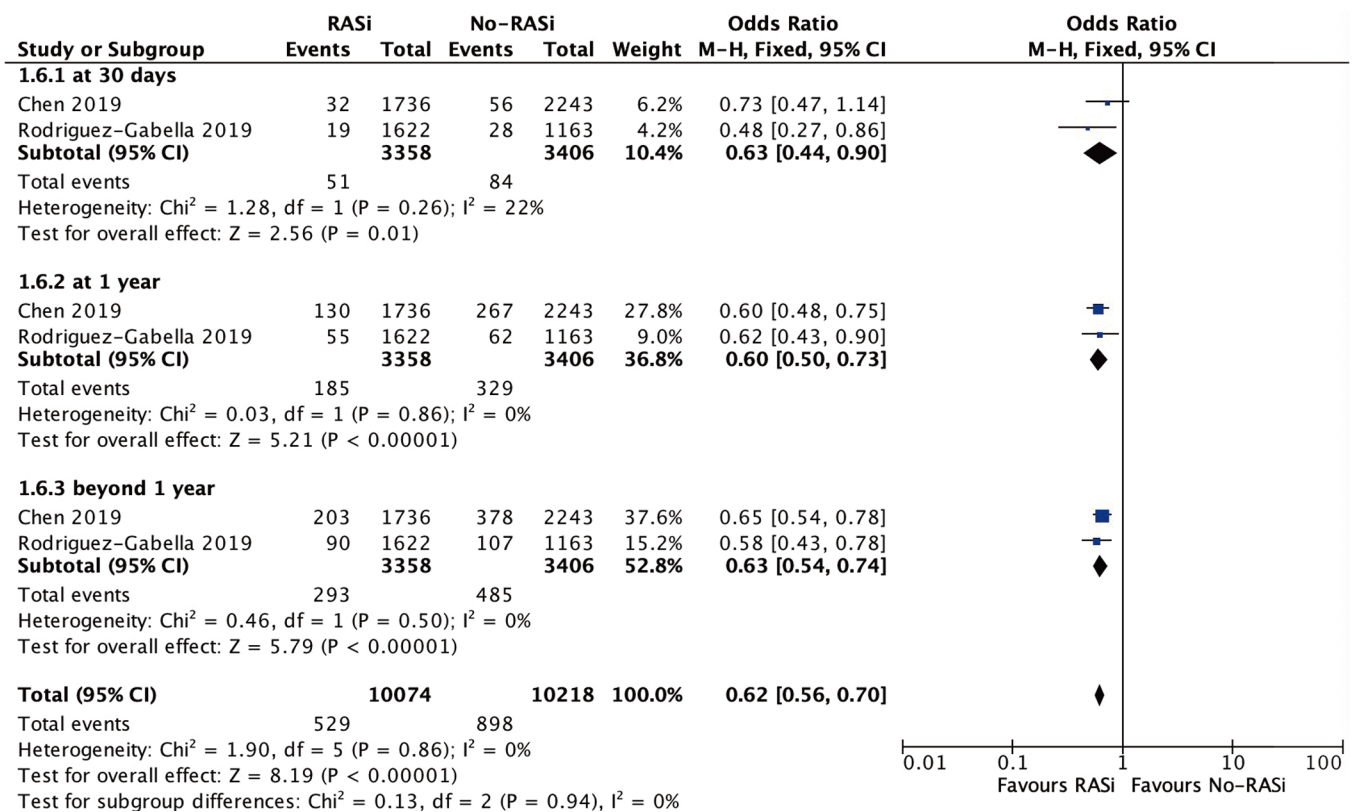 RASi No-RASi Odds Ratio Odds Ratio
Study or Subgroup Events Total Events Total Weight M-H, Fixed, 95% CI M-H, Fixed, 95% CI
1.6.1 at 30 days
Chen 2019 32 1736 56 2243 6.2% 0.73 [0.47, 1.14]
Rodriguez-Gabella 2019 19 1622 28 1163 4.2% 0.48 [0.27, 0.86]
Subtotal (95% CI) 3358 3406 10.4% 0.63 [0.44, 0.90]
Total events 51 84
Heterogeneity: Chi² = 1.28, df = 1 (P = 0.26); I² = 22%
Test for overall effect: Z = 2.56 (P = 0.01)
1.6.2 at 1 year
Chen 2019 130 1736 267 2243 27.8% 0.60 [0.48, 0.75]
Rodriguez-Gabella 2019 55 1622 62 1163 9.0% 0.62 [0.43, 0.90]
Subtotal (95% CI) 3358 3406 36.8% 0.60 [0.50, 0.73]
Total events 185 329
Heterogeneity: Chi² = 0.03, df = 1 (P = 0.86); I² = 0%
Test for overall effect: Z = 5.21 (P < 0.00001)
1.6.3 beyond 1 year
Chen 2019 203 1736 378 2243 37.6% 0.65 [0.54, 0.78]
Rodriguez-Gabella 2019 90 1622 107 1163 15.2% 0.58 [0.43, 0.78]
Subtotal (95% CI) 3358 3406 52.8% 0.63 [0.54, 0.74]
Total events 293 485
Heterogeneity: Chi² = 0.46, df = 1 (P = 0.50); I² = 0%
Test for overall effect: Z = 5.79 (P < 0.00001)
Total (95% CI) 10074 10218 100.0% 0.62 [0.56, 0.70]
Total events 529 898
Heterogeneity: Chi² = 1.90, df = 5 (P = 0.86); I² = 0%
Test for overall effect: Z = 8.19 (P < 0.00001)
Test for subgroup differences: Chi² = 0.13, df = 2 (P = 0.94), I² = 0%
0.01 0.1 1 10 100
Favours RASi Favours No-RASi